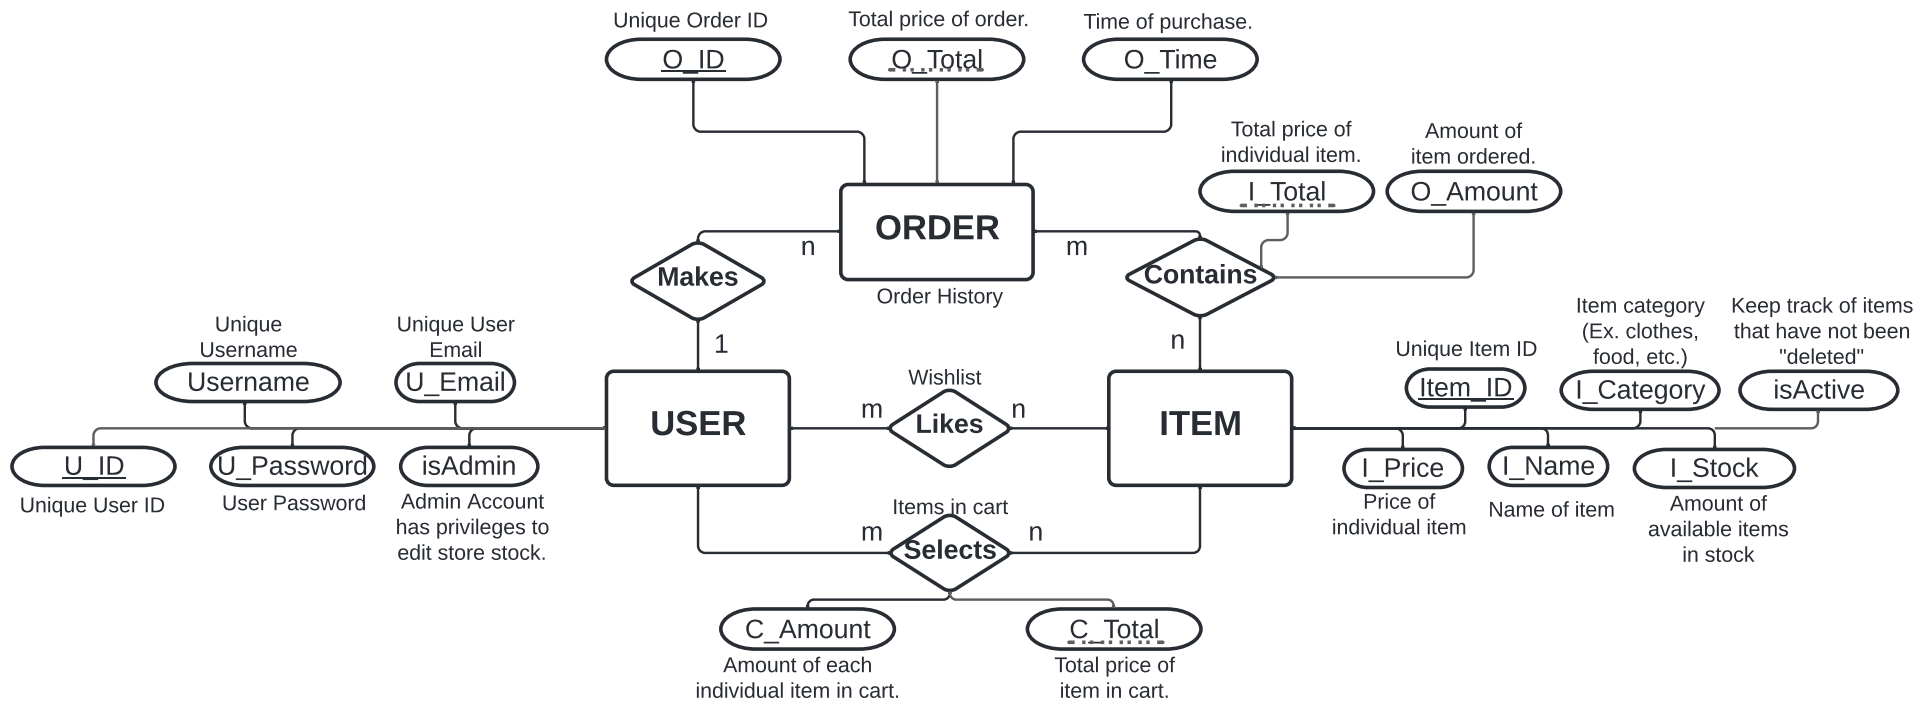 Unique Order ID
O_ID
Total price of order.
O_Total
Time of purchase.
O_Time
Total price of
individual item.
I_Total
Amount of
item ordered.
O_Amount
ORDER
Order History
n
m
Makes
Contains
1
n
Unique
Username
Username
Unique User
Email
U_Email
U_ID
Unique User ID
U_Password
User Password
isAdmin
Admin Account
has privileges to
edit store stock.
USER
Wishlist
m
Likes
n
ITEM
Unique Item ID
Item_ID
Item category
(Ex. clothes,
food, etc.)
I_Category
Keep track of items
that have not been
"deleted"
isActive
I_Price
Price of
individual item
I_Name
Name of item
I_Stock
Amount of
available items
in stock
Items in cart
m
Selects
n
C_Amount
Amount of each
individual item in cart.
C_Total
Total price of
item in cart.